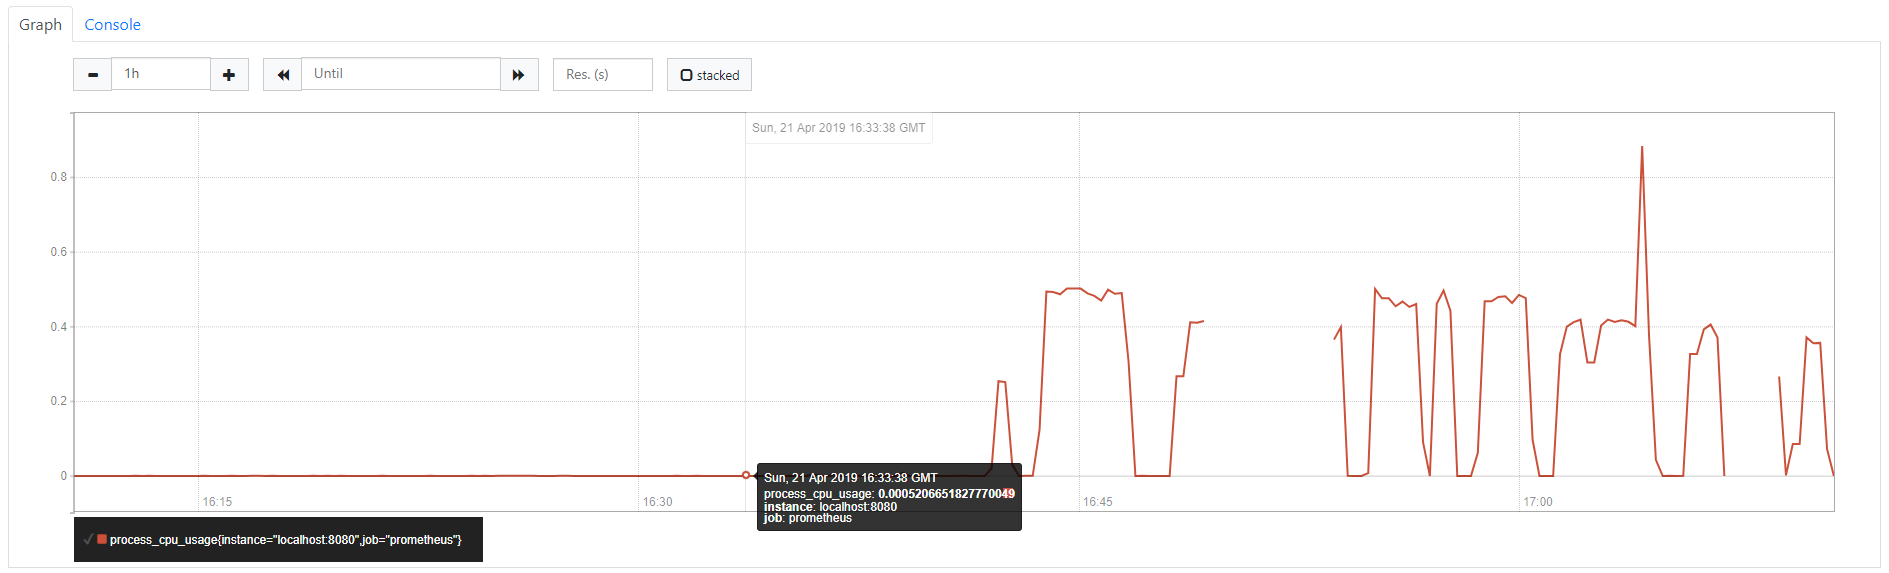 Graph Console
1h Until Res. (s) stacked
Sun, 21 Apr 2019 16:33:38 GMT
0.8
0.6
0.4
0.2
0
Sun, 21 Apr 2019 16:33:38 GMT
process_cpu_usage: 0.0005206651827770049
instance: localhost:8080
job: prometheus
16:15 16:30 16:45 17:00
process_cpu_usage{instance="localhost:8080",job="prometheus"}